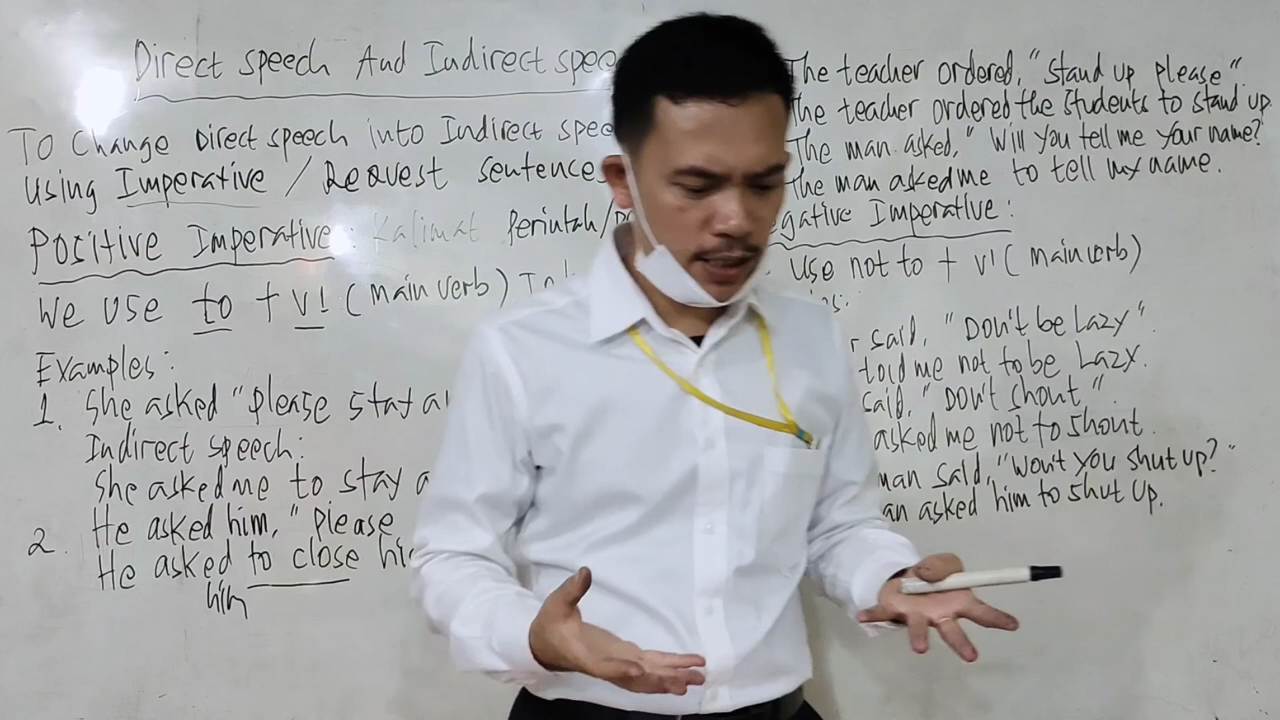 Direct speech And Indirect spee
To Change Direct speech into Indirect spee
Using Imperative / Request sentences
Positive Imperative: Kalimat Perintah/
We use to + V1 (main verb) To
Examples:
1. She asked "please stay
Indirect speech:
She asked me to stay
2. He asked him, "please
He asked to close
him
The teacher ordered, "stand up please"
The teacher ordered the students to stand up.
The man asked, "Will you tell me your name?
The man asked me to tell my name.
egative Imperative:
use not to + V1 (main verb)
said, "Don't be Lazy".
told me not to be Lazy.
said, "Don't shout".
asked me not to shout.
man said, "Won't you shut up?"
an asked him to shut up.